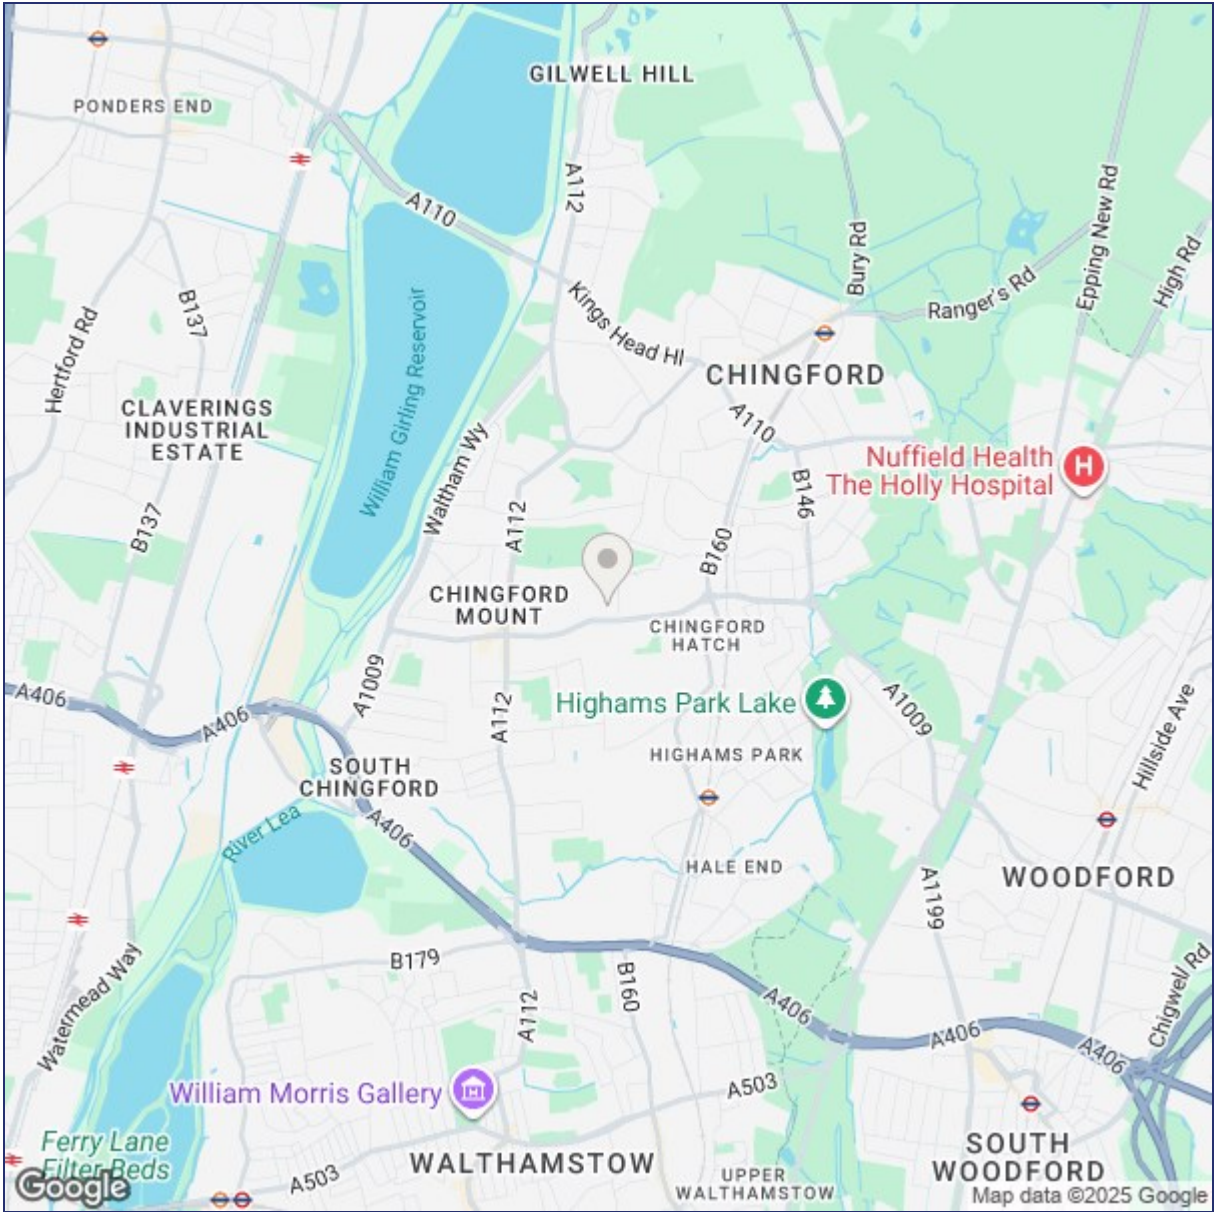 GILWELL HILL
PONDERS END
A112
A110
Bury Rd
Epping New Rd
High Rd
Ranger's Rd
B137
Hertford Rd
William Girling Reservoir
Kings Head Hl
CHINGFORD
A110
CLAVERINGS
INDUSTRIAL
ESTATE
Waltham Wy
Nuffield Health
The Holly Hospital
H
B146
A112
B137
B160
CHINGFORD
MOUNT
CHINGFORD
HATCH
A406
A406
A1009
A112
Highams Park Lake
A1009
Hillside Ave
HIGHAMS PARK
SOUTH
CHINGFORD
River Lea
A406
HALE END
WOODFORD
A1199
Watermead Way
B179
B160
A112
A406
A406
A406
Chigwell Rd
William Morris Gallery
A503
Ferry Lane
Filter Beds
A503
WALTHAMSTOW
UPPER
WALTHAMSTOW
SOUTH
WOODFORD
Google
Map data ©2025 Google